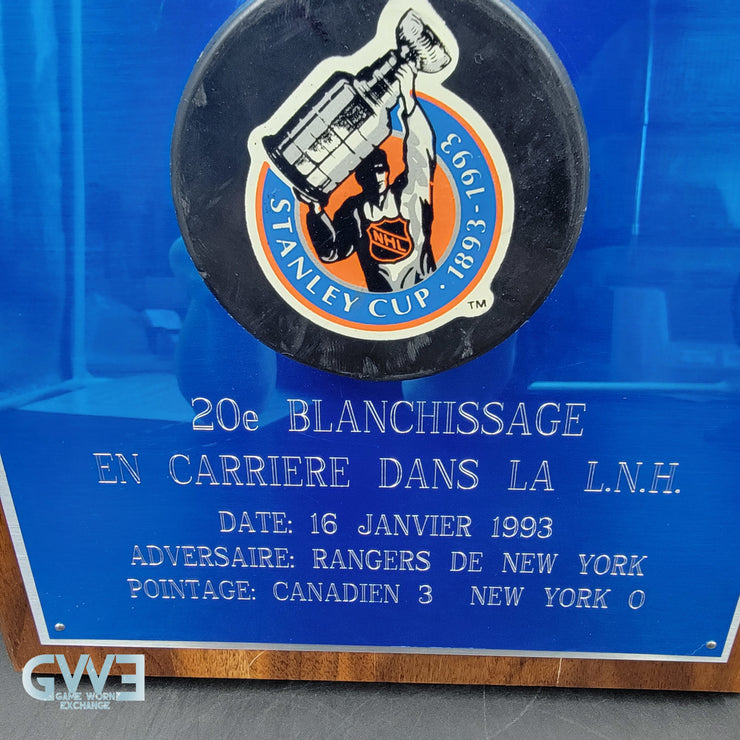 NHL
STANLEY CUP · 1893-1993
TM
20e BLANCHISSAGE
EN CARRIERE DANS LA L.N.H.
DATE: 16 JANVIER 1993
ADVERSAIRE: RANGERS DE NEW YORK
POINTAGE: CANADIEN 3 NEW YORK 0
GWE
GAME WORN
EXCHANGE